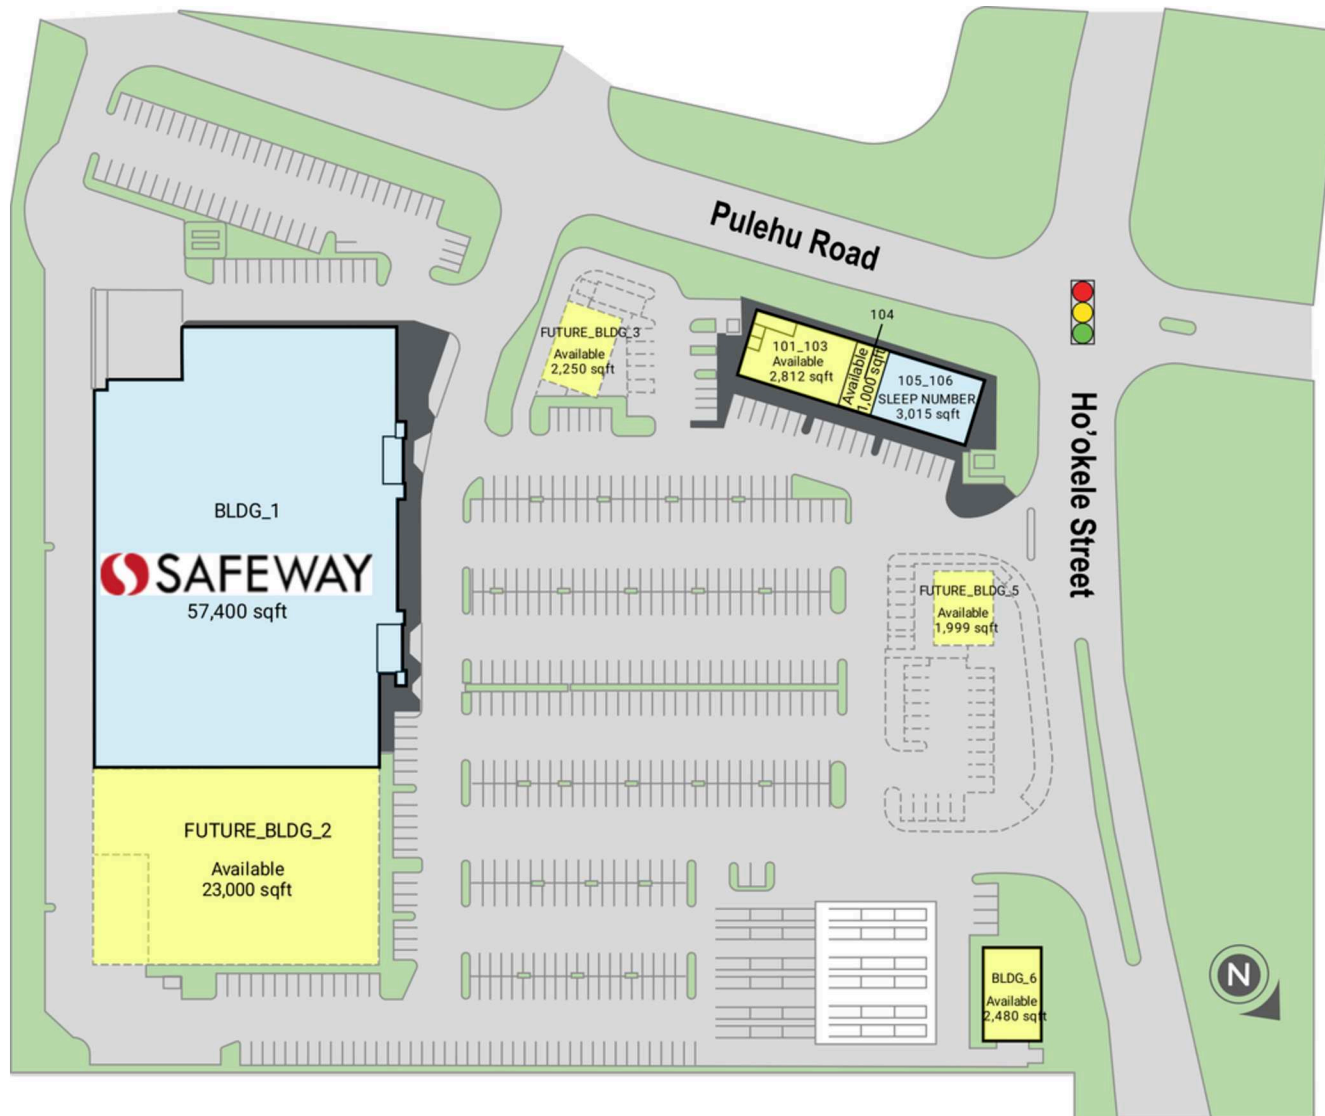 Pulehu Road
104
FUTURE_BLDG_3
Available
2,250 sqft
101_103
Available
2,812 sqft
Available
1,000 sqft
105_106
SLEEP NUMBER
3,015 sqft
Ho'okele Street
BLDG_1
SAFEWAY
57,400 sqft
FUTURE_BLDG_5
Available
1,999 sqft
FUTURE_BLDG_2
Available
23,000 sqft
BLDG_6
Available
2,480 sqft
N